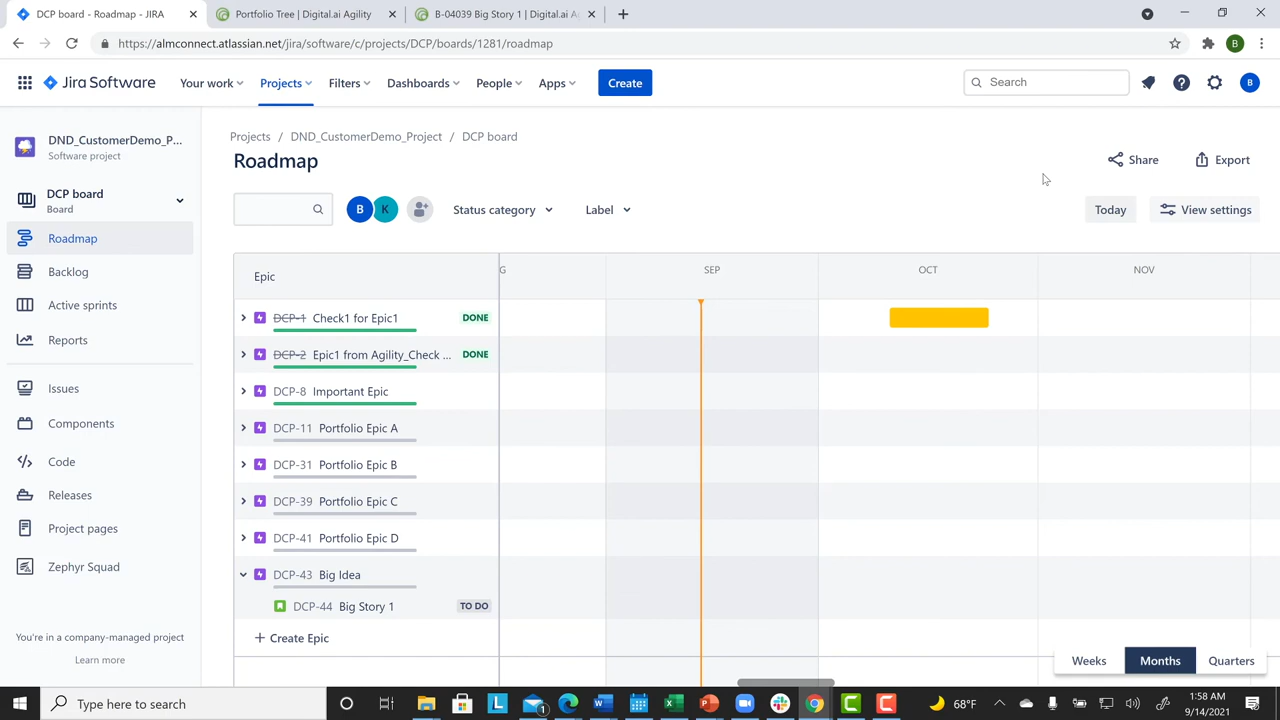 DCP board - Roadmap - JIRA
Portfolio Tree | Digital.ai Agility
B-04039 Big Story 1 | Digital.ai Ag
https://almconnect.atlassian.net/jira/software/c/projects/DCP/boards/1281/roadmap
B
Jira Software
Your work
Projects
Filters
Dashboards
People
Apps
Create
Search
B
DND_CustomerDemo_P...
Software project
DCP board
Board
Roadmap
Backlog
Active sprints
Reports
Issues
Components
Code
Releases
Project pages
Zephyr Squad
You're in a company-managed project
Learn more
Projects / DND_CustomerDemo_Project / DCP board
Roadmap
Share
Export
B
K
Status category
Label
Today
View settings
Epic
G
SEP
OCT
NOV
DCP-1 Check1 for Epic1 DONE
DCP-2 Epic1 from Agility_Check ... DONE
DCP-8 Important Epic
DCP-11 Portfolio Epic A
DCP-31 Portfolio Epic B
DCP-39 Portfolio Epic C
DCP-41 Portfolio Epic D
DCP-43 Big Idea
DCP-44 Big Story 1 TO DO
+ Create Epic
Weeks
Months
Quarters
Type here to search
68°F
1:58 AM
9/14/2021